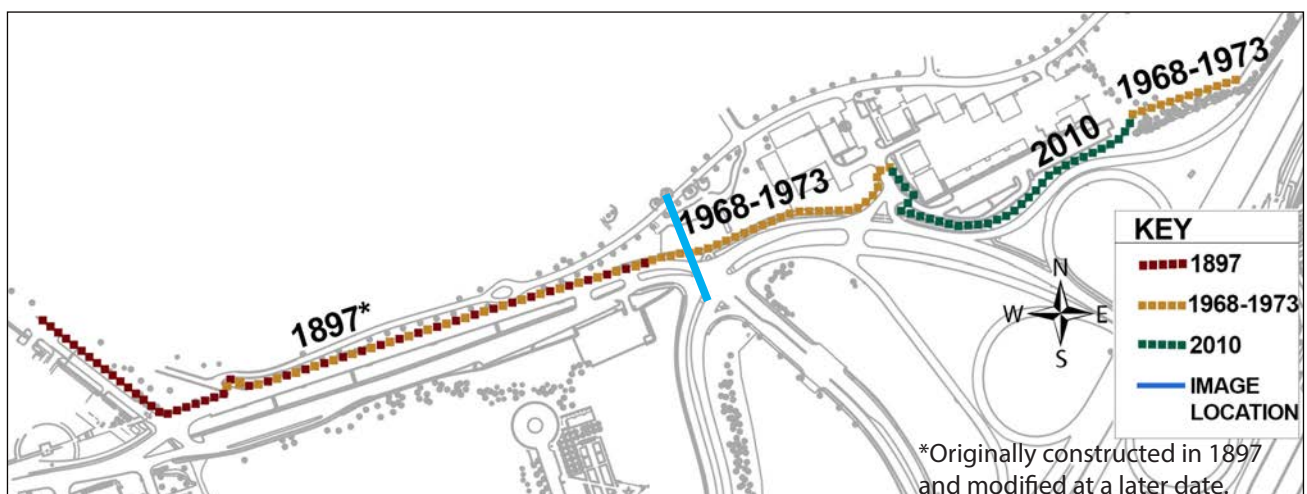 1968-1973
2010
1968-1973
1897*
KEY
1897
1968-1973
2010
IMAGE
LOCATION
N
W
E
S
*Originally constructed in 1897
and modified at a later date.